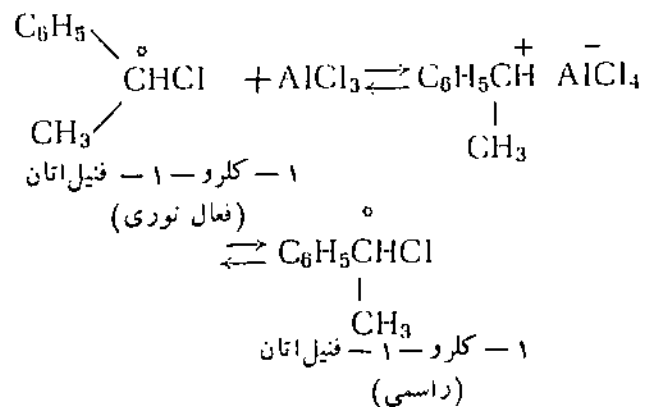 C₆H₅
°
CHCl + AlCl₃ ⇌ C₆H₅CH⁺ AlCl₄⁻
CH₃
CH₃
۱ – کلرو – ۱ – فنیل‌اتان
(فعال نوری)
°
⇌ C₆H₅CHCl
CH₃
۱ – کلرو – ۱ – فنیل‌اتان
(راسمی)